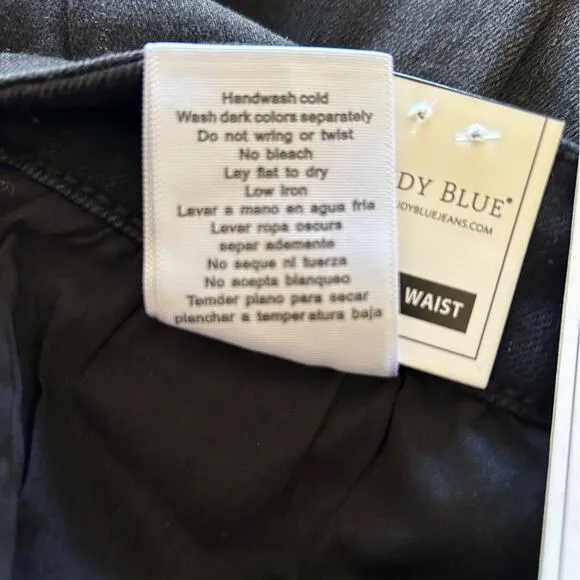 Handwash cold
Wash dark colors separately
Do not wring or twist
No bleach
Lay flat to dry
Low Iron
Lavar a mano en agua fria
Lavar ropa oscura
separ ademente
No seque ni fuerza
No acepta blanqueo
Temder plano para secar
planchar a temperatura baja
DY BLUE®
UDYBLUEJEANS.COM
WAIST